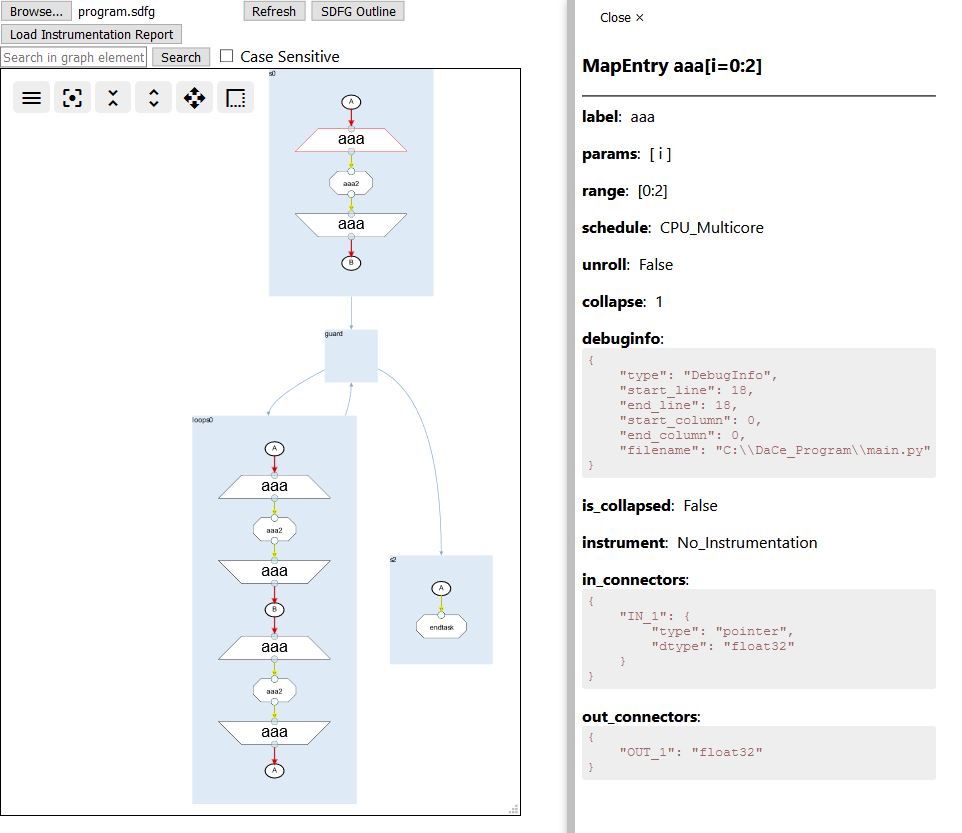 Browse... program.sdfg Refresh SDFG Outline
Load Instrumentation Report
Search in graph element Search Case Sensitive
s0
A
aaa
aaa2
aaa
B
guard
loops0
A
aaa
aaa2
aaa
B
aaa
aaa2
aaa
A
s2
A
endtask
Close ×
MapEntry aaa[i=0:2]
label: aaa
params: [ i ]
range: [0:2]
schedule: CPU_Multicore
unroll: False
collapse: 1
debuginfo:
{
"type": "DebugInfo",
"start_line": 18,
"end_line": 18,
"start_column": 0,
"end_column": 0,
"filename": "C:\\DaCe_Program\\main.py"
}
is_collapsed: False
instrument: No_Instrumentation
in_connectors:
{
"IN_1": {
"type": "pointer",
"dtype": "float32"
}
}
out_connectors:
{
"OUT_1": "float32"
}